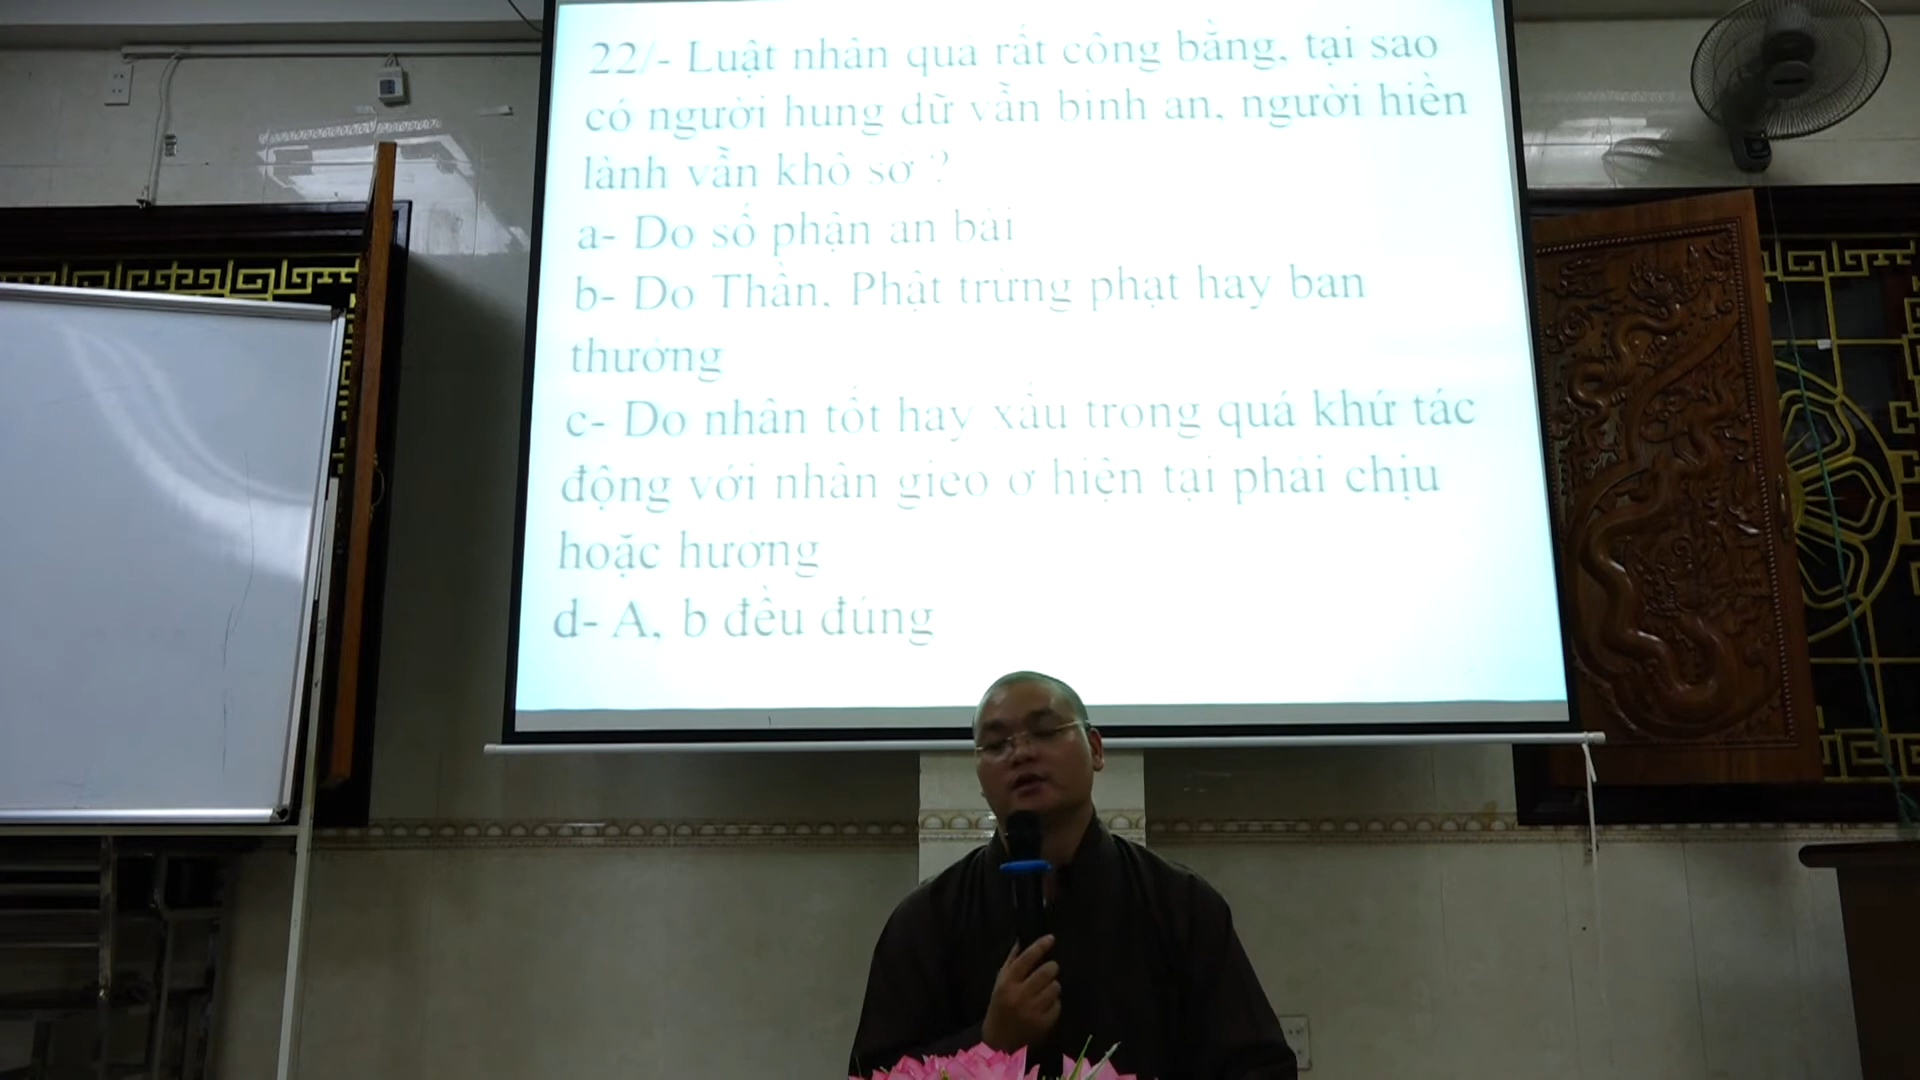 22/- Luật nhân quả rất công bằng, tại sao
có người hung dữ vẫn bình an, người hiền
lành vẫn khổ sở ?
a- Do số phận an bài
b- Do Thần, Phật trừng phạt hay ban
thưởng
c- Do nhân tốt hay xấu trong quá khứ tác
động với nhân gieo ở hiện tại phải chịu
hoặc hưởng
d- A, b đều đúng